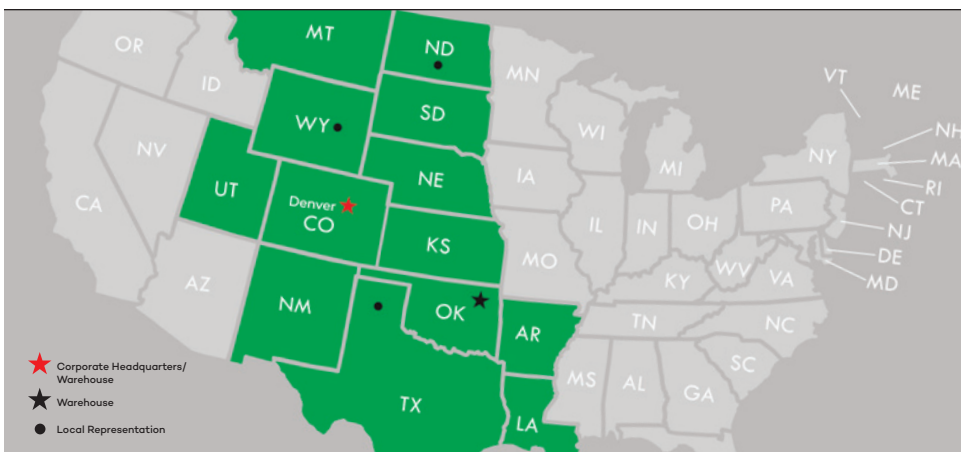 MT
ND
OR
MN
VT
ME
ID
SD
WI
NH
WY
NY
MA
NV
MI
UT
NE
IA
RI
CA
Denver
CO
PA
CT
IL
IN
OH
NJ
KS
MO
DE
WV
VA
MD
AZ
KY
NM
OK
AR
TN
NC
Corporate Headquarters/
Warehouse
SC
MS
AL
GA
Warehouse
TX
LA
Local Representation